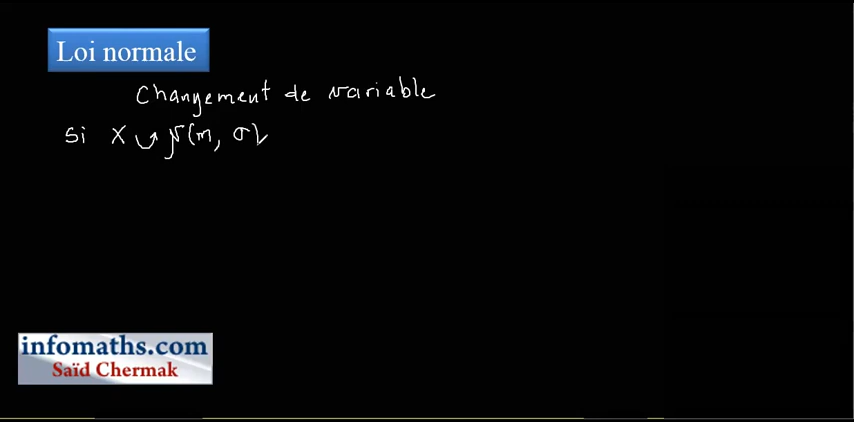 Loi normale
Changement de variable
Si X ↪ N(m, σ)
infomaths.com
Saïd Chermak